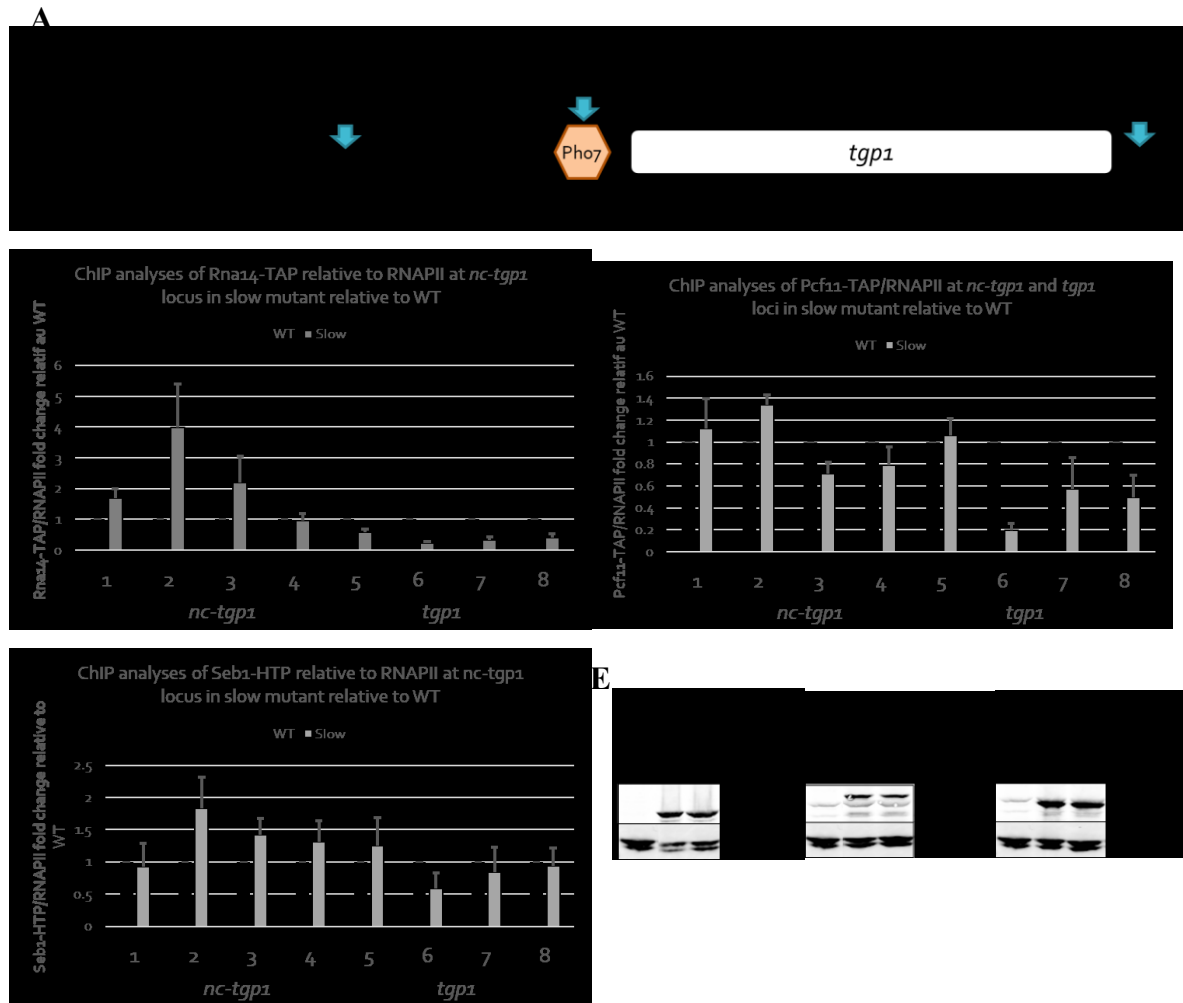 A
Pho7
tgp1
ChIP analyses of Rna14-TAP relative to RNAPII at nc-tgp1
locus in slow mutant relative to WT
WT Slow
Rna14-TAP/RNAPII fold change relatif au WT
6
5
4
3
2
1
0
1 2 3 4 5 6 7 8
nc-tgp1 tgp1
ChIP analyses of Pcf11-TAP/RNAPII at nc-tgp1 and tgp1
loci in slow mutant relative to WT
WT Slow
Pcf11-TAP/RNAPII fold change relatif au WT
1.6
1.4
1.2
1
0.8
0.6
0.4
0.2
0
1 2 3 4 5 6 7 8
nc-tgp1 tgp1
ChIP analyses of Seb1-HTP relative to RNAPII at nc-tgp1
locus in slow mutant relative to WT
WT Slow
Seb1-HTP/RNAPII fold change relative to
WT
2.5
2
1.5
1
0.5
0
1 2 3 4 5 6 7 8
nc-tgp1 tgp1
E